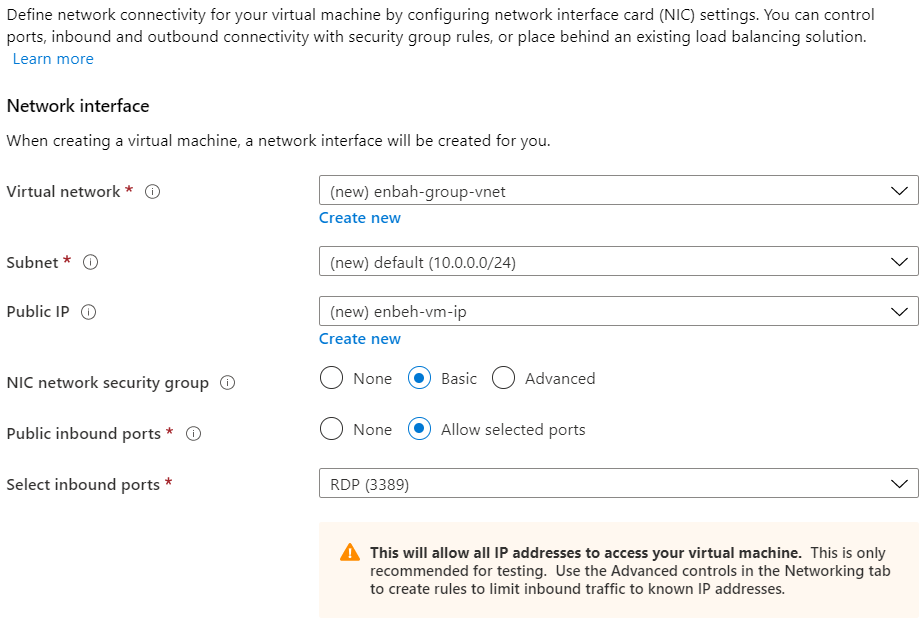 Define network connectivity for your virtual machine by configuring network interface card (NIC) settings. You can control
ports, inbound and outbound connectivity with security group rules, or place behind an existing load balancing solution.
Learn more
Network interface
When creating a virtual machine, a network interface will be created for you.
Virtual network *
(new) enbah-group-vnet
Create new
Subnet *
(new) default (10.0.0.0/24)
Public IP
(new) enbeh-vm-ip
Create new
NIC network security group
None Basic Advanced
Public inbound ports *
None Allow selected ports
Select inbound ports *
RDP (3389)
This will allow all IP addresses to access your virtual machine. This is only
recommended for testing. Use the Advanced controls in the Networking tab
to create rules to limit inbound traffic to known IP addresses.